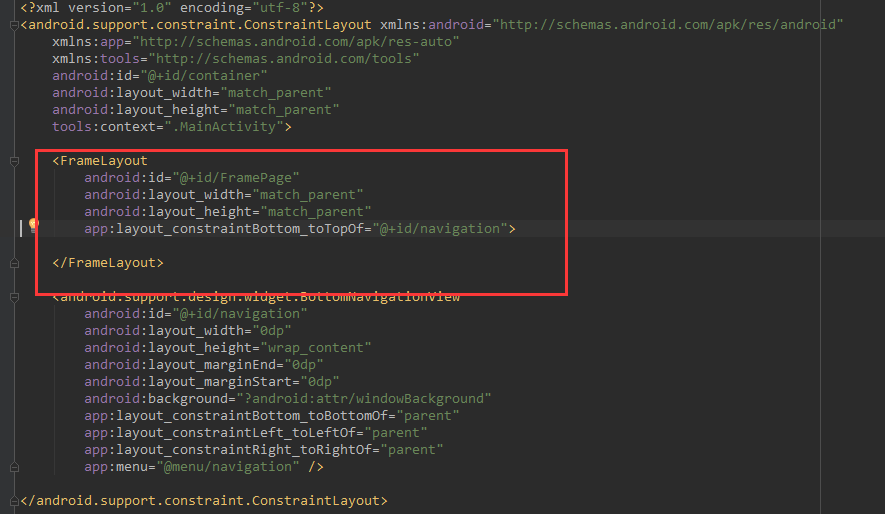 <?xml version="1.0" encoding="utf-8"?>
<android.support.constraint.ConstraintLayout xmlns:android="http://schemas.android.com/apk/res/android"
    xmlns:app="http://schemas.android.com/apk/res-auto"
    xmlns:tools="http://schemas.android.com/tools"
    android:id="@+id/container"
    android:layout_width="match_parent"
    android:layout_height="match_parent"
    tools:context=".MainActivity">
    <FrameLayout
        android:id="@+id/FramePage"
        android:layout_width="match_parent"
        android:layout_height="match_parent"
        app:layout_constraintBottom_toTopOf="@+id/navigation">
    </FrameLayout>
    <android.support.design.widget.BottomNavigationView
        android:id="@+id/navigation"
        android:layout_width="0dp"
        android:layout_height="wrap_content"
        android:layout_marginEnd="0dp"
        android:layout_marginStart="0dp"
        android:background="?android:attr/windowBackground"
        app:layout_constraintBottom_toBottomOf="parent"
        app:layout_constraintLeft_toLeftOf="parent"
        app:layout_constraintRight_toRightOf="parent"
        app:menu="@menu/navigation" />
</android.support.constraint.ConstraintLayout>